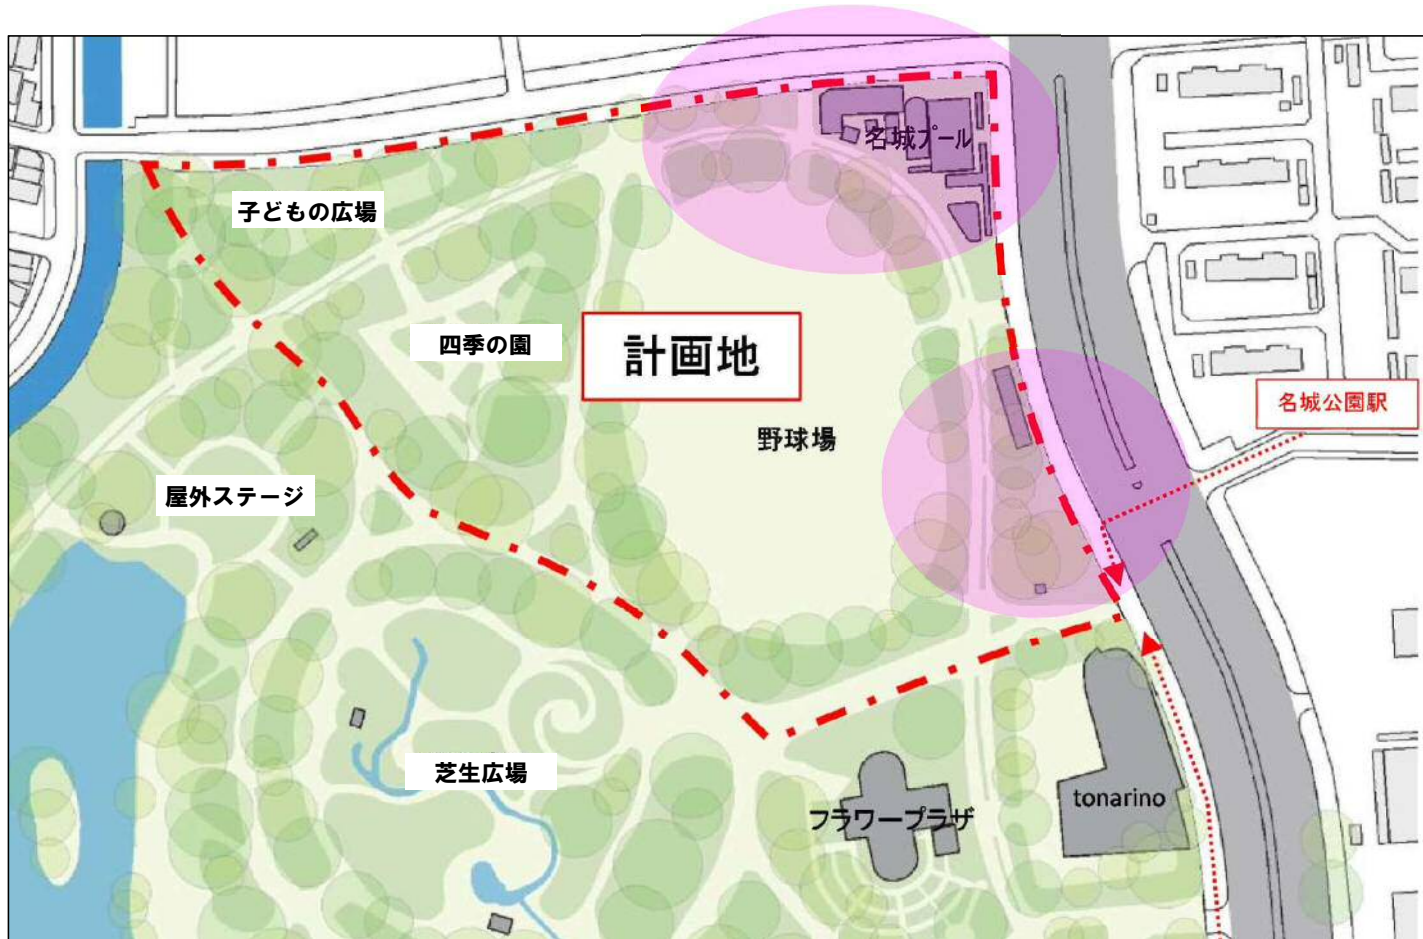 名城プール
子どもの広場
四季の園
計画地
名城公園駅
野球場
屋外ステージ
芝生広場
tonarino
フラワープラザ